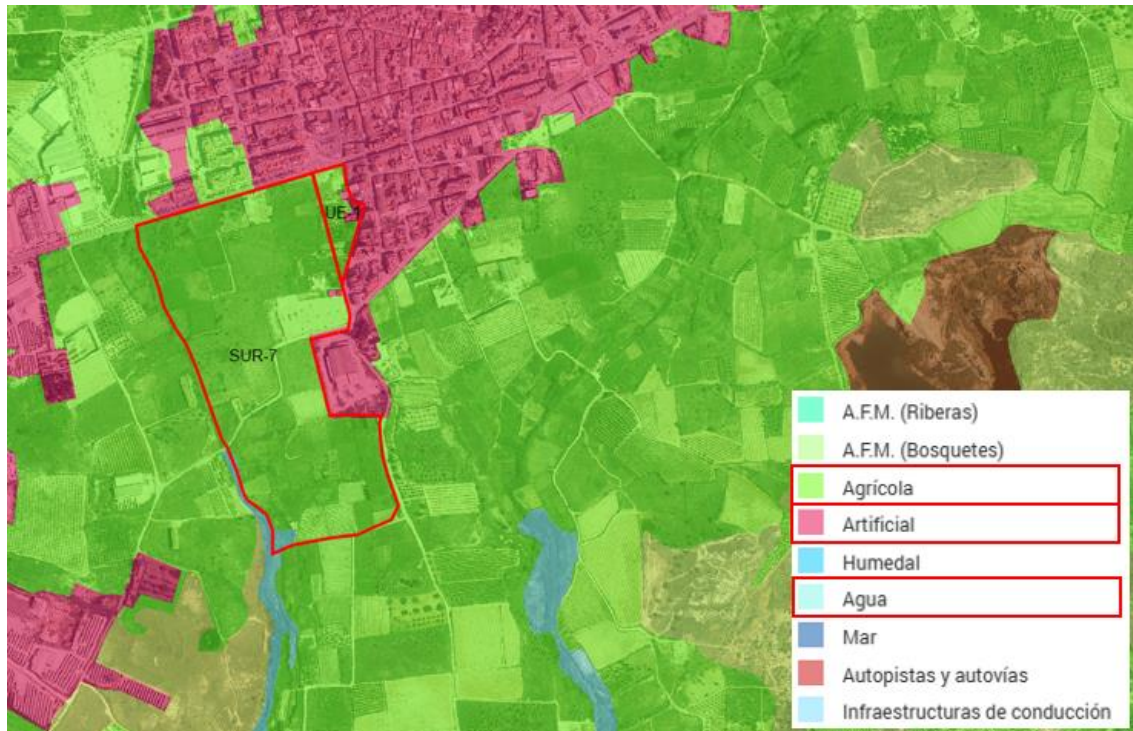 UE-1
SUR-7
A.F.M. (Riberas)
A.F.M. (Bosquetes)
Agrícola
Artificial
Humedal
Agua
Mar
Autopistas y autovías
Infraestructuras de conducción